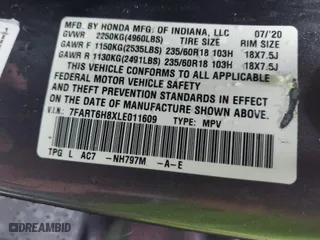 MFD. BY HONDA MFG. OF INDIANA, LLC 07/'20
GVWR 2250KG(4960LBS) TIRE SIZE RIM SIZE
GAWR F 1150KG(2535LBS) 235/60R18 103H 18X7.5J
GAWR R 1130KG(2491LBS) 235/60R18 103H 18X7.5J
THIS VEHICLE CONFORMS TO ALL APPLICABLE
FEDERAL MOTOR VEHICLE SAFETY, BUMPER, AND
THEFT PREVENTION STANDARDS IN EFFECT ON THE
DATE OF MANUFACTURE SHOWN ABOVE.
V.I.N.: 7FART6H8XLE011609 TYPE: MPV
TPG L AC7 -NH797M -A-E
DREAMBID